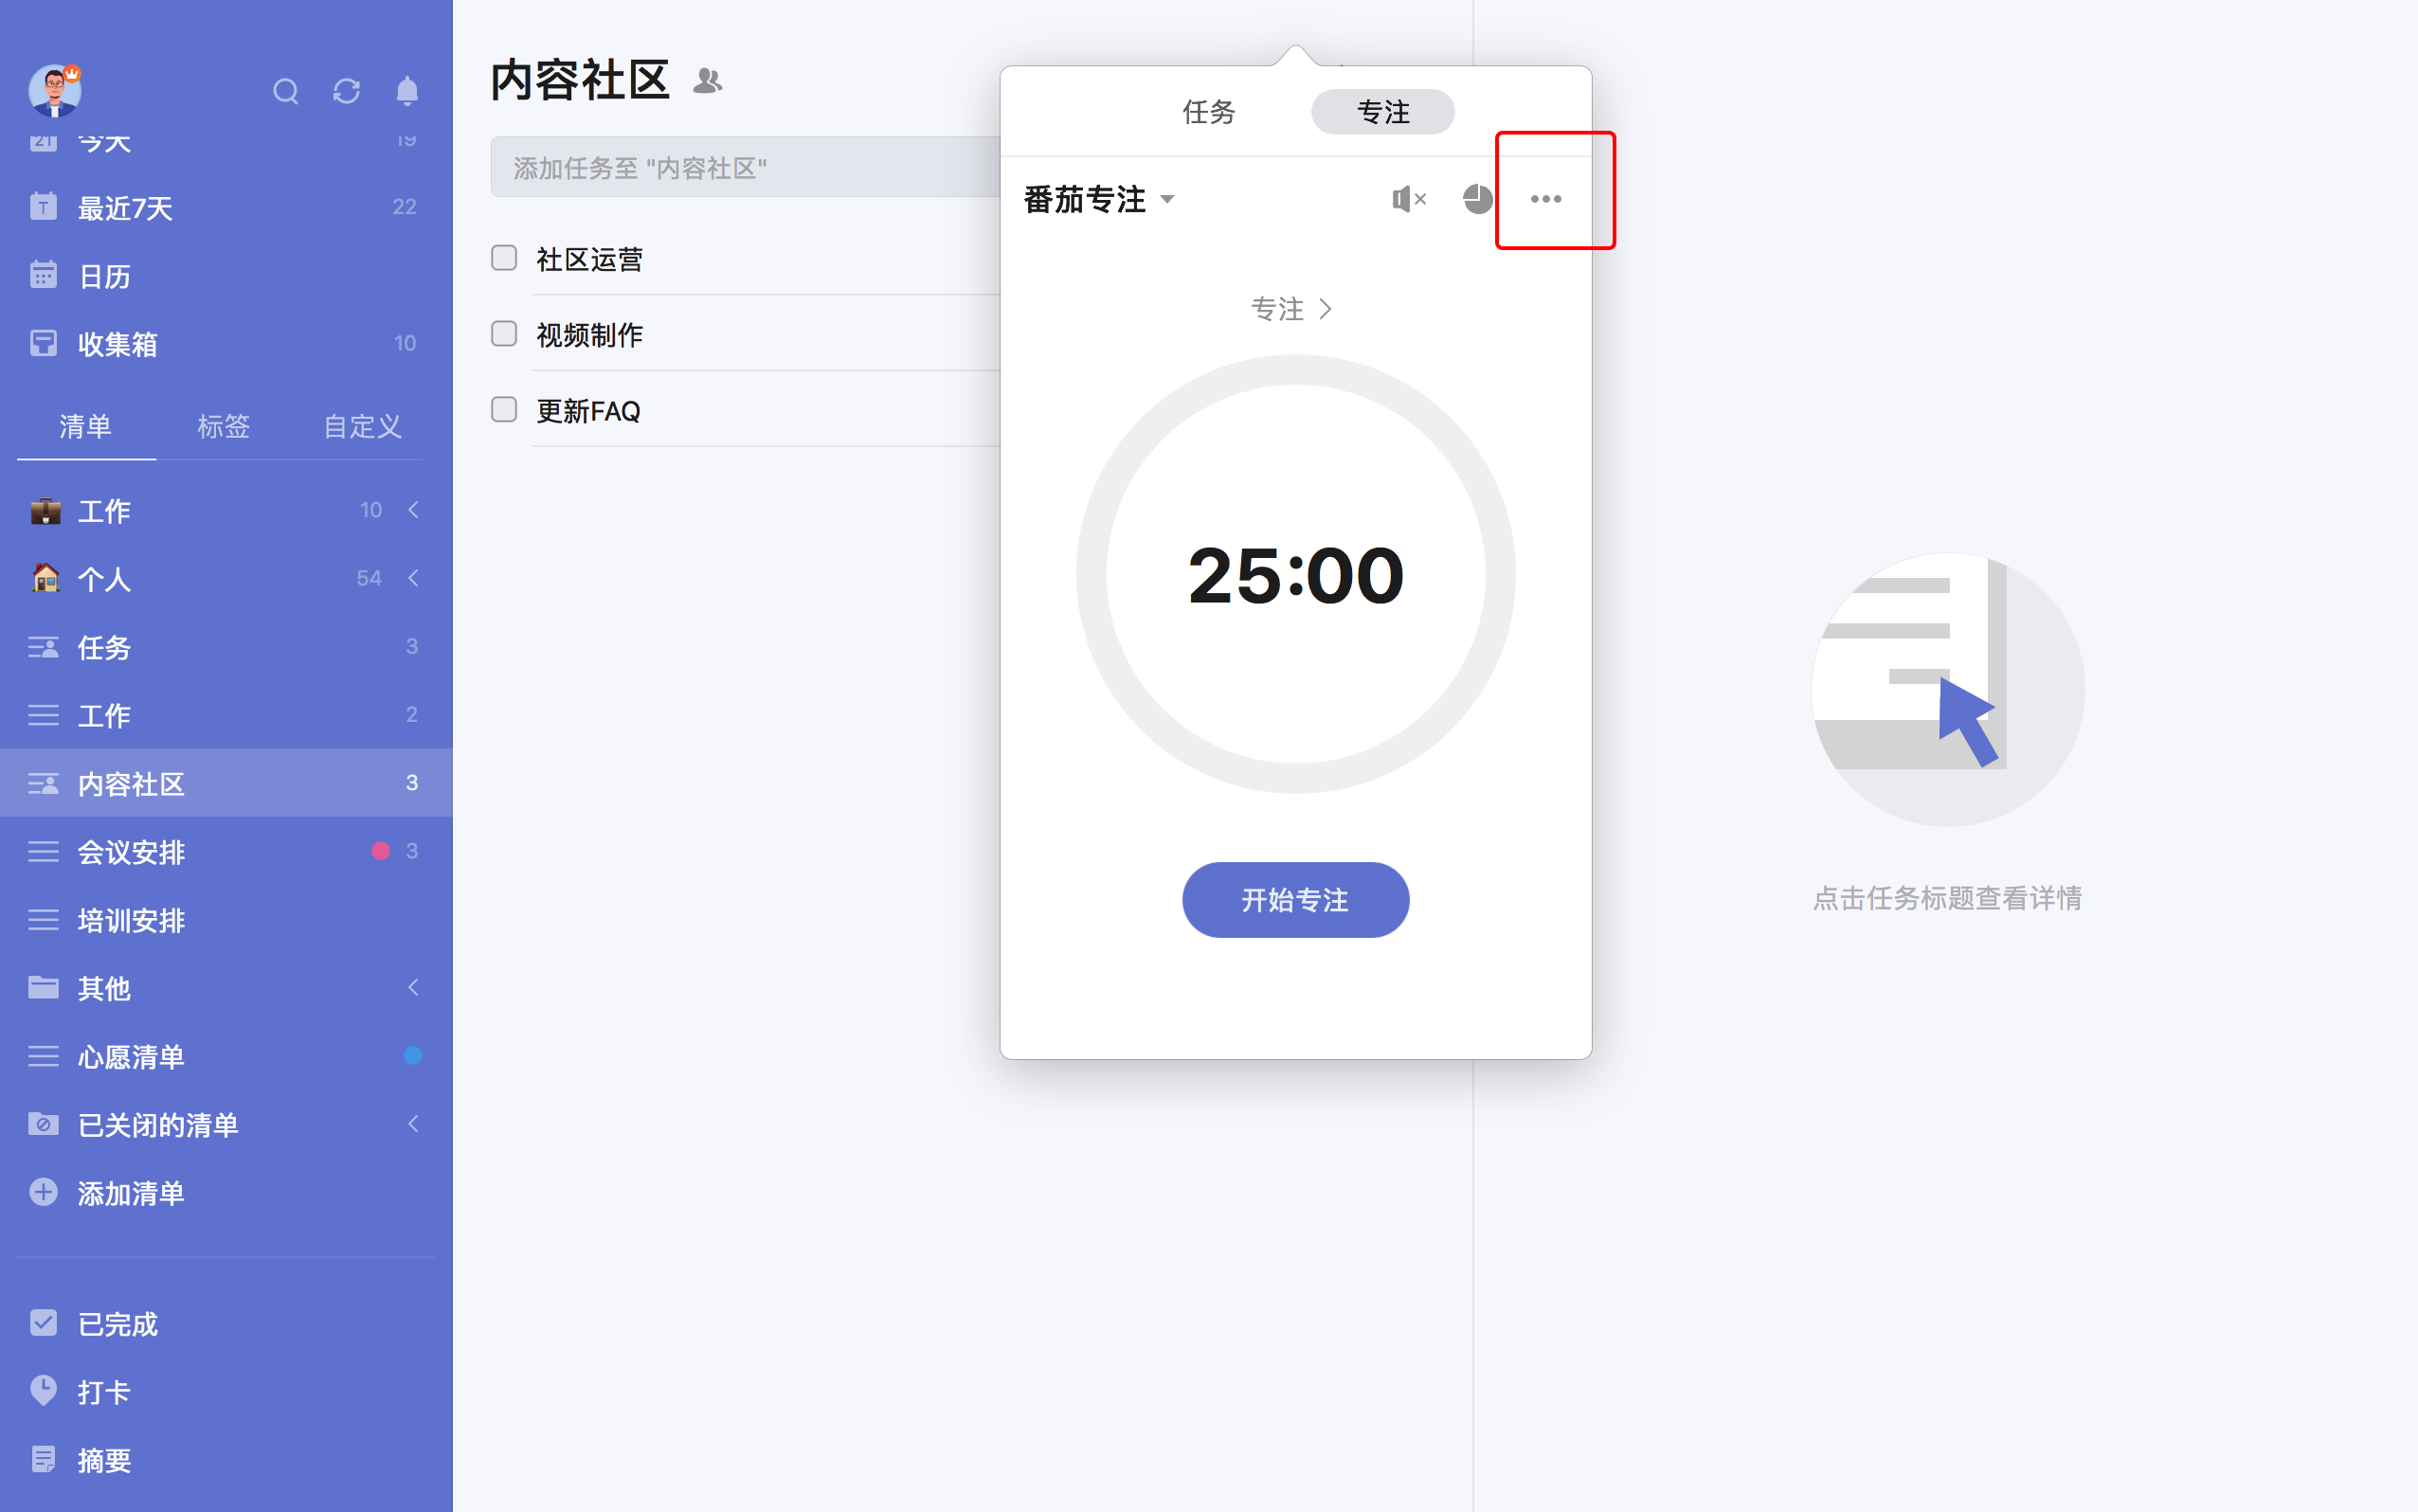 今天 19
最近7天 22
日历
收集箱 10
清单 标签 自定义
工作 10
个人 54
任务 3
工作 2
内容社区 3
会议安排 3
培训安排
其他
心愿清单
已关闭的清单
添加清单
已完成
打卡
摘要
内容社区
添加任务至 "内容社区"
社区运营
视频制作
更新FAQ
任务 专注
番茄专注
专注
25:00
开始专注
点击任务标题查看详情